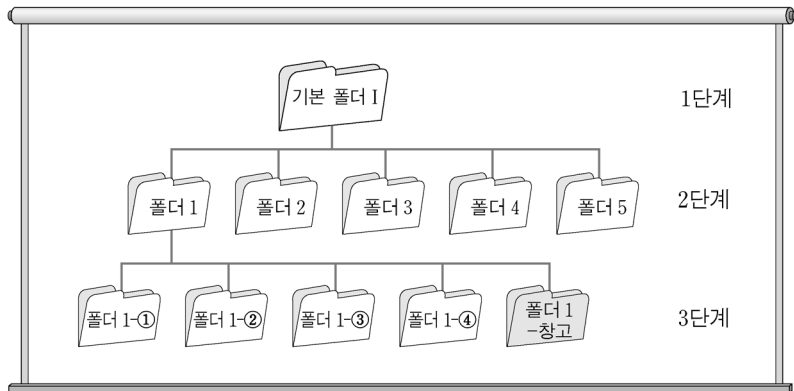 기본 폴더 I
1단계
폴더 1
폴더 2
폴더 3
폴더 4
폴더 5
2단계
폴더 1-①
폴더 1-②
폴더 1-③
폴더 1-④
폴더 1
-창고
3단계